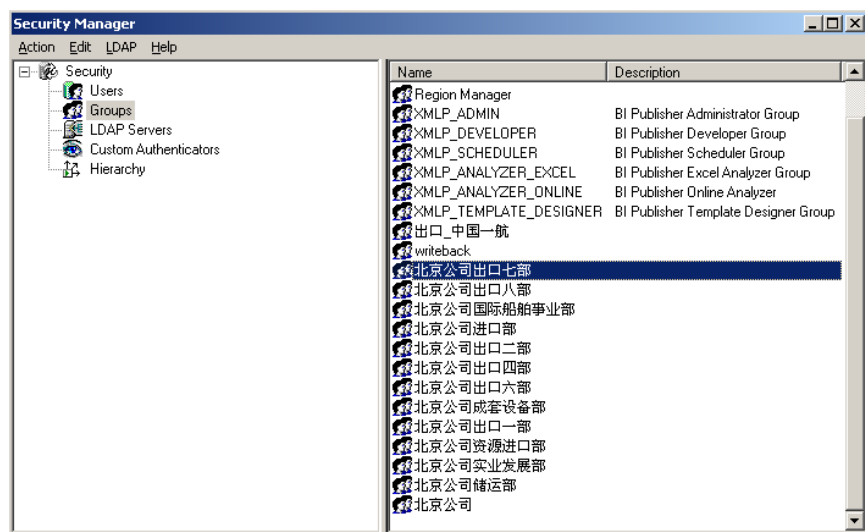 Security Manager
Action Edit LDAP Help
Security
Users
Groups
LDAP Servers
Custom Authenticators
Hierarchy
Name Description
Region Manager
XMLP_ADMIN BI Publisher Administrator Group
XMLP_DEVELOPER BI Publisher Developer Group
XMLP_SCHEDULER BI Publisher Scheduler Group
XMLP_ANALYZER_EXCEL BI Publisher Excel Analyzer Group
XMLP_ANALYZER_ONLINE BI Publisher Online Analyzer
XMLP_TEMPLATE_DESIGNER BI Publisher Template Designer Group
出口_中国一航
writeback
北京公司出口七部
北京公司出口八部
北京公司国际船舶事业部
北京公司进口部
北京公司出口二部
北京公司出口四部
北京公司出口六部
北京公司成套设备部
北京公司出口一部
北京公司资源进口部
北京公司实业发展部
北京公司储运部
北京公司